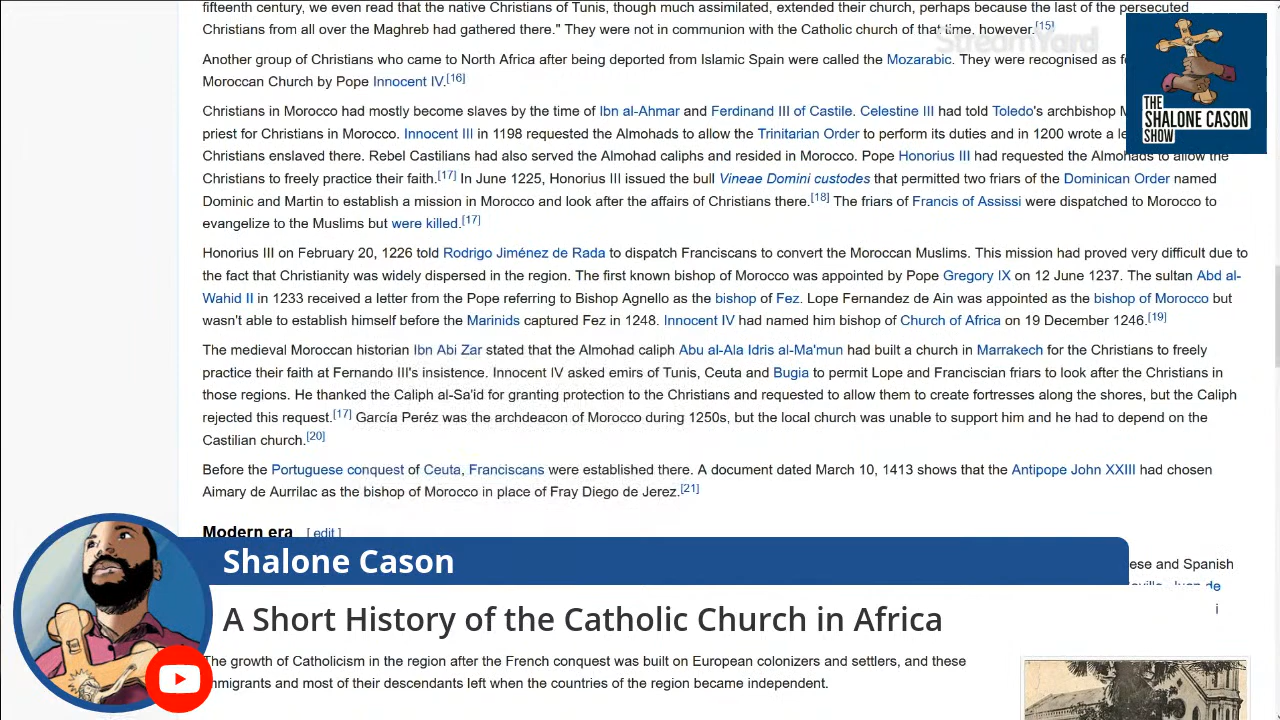 fifteenth century, we even read that the native Christians of Tunis, though much assimilated, extended their church, perhaps because the last of the persecuted
Christians from all over the Maghreb had gathered there." They were not in communion with the Catholic church of that time, however.[15]
StreamYard
Another group of Christians who came to North Africa after being deported from Islamic Spain were called the Mozarabic. They were recognised as
Moroccan Church by Pope Innocent IV.[16]
Christians in Morocco had mostly become slaves by the time of Ibn al-Ahmar and Ferdinand III of Castile. Celestine III had told Toledo's archbishop
priest for Christians in Morocco. Innocent III in 1198 requested the Almohads to allow the Trinitarian Order to perform its duties and in 1200 wrote a
Christians enslaved there. Rebel Castilians had also served the Almohad caliphs and resided in Morocco. Pope Honorius III had requested the Almohads to allow the
Christians to freely practice their faith.[17] In June 1225, Honorius III issued the bull Vineae Domini custodes that permitted two friars of the Dominican Order named
Dominic and Martin to establish a mission in Morocco and look after the affairs of Christians there.[18] The friars of Francis of Assissi were dispatched to Morocco to
evangelize to the Muslims but were killed.[17]
Honorius III on February 20, 1226 told Rodrigo Jiménez de Rada to dispatch Franciscans to convert the Moroccan Muslims. This mission had proved very difficult due to
the fact that Christianity was widely dispersed in the region. The first known bishop of Morocco was appointed by Pope Gregory IX on 12 June 1237. The sultan Abd al-
Wahid II in 1233 received a letter from the Pope referring to Bishop Agnello as the bishop of Fez. Lope Fernandez de Ain was appointed as the bishop of Morocco but
wasn't able to establish himself before the Marinids captured Fez in 1248. Innocent IV had named him bishop of Church of Africa on 19 December 1246.[19]
The medieval Moroccan historian Ibn Abi Zar stated that the Almohad caliph Abu al-Ala Idris al-Ma'mun had built a church in Marrakech for the Christians to freely
practice their faith at Fernando III's insistence. Innocent IV asked emirs of Tunis, Ceuta and Bugia to permit Lope and Franciscan friars to look after the Christians in
those regions. He thanked the Caliph al-Sa'id for granting protection to the Christians and requested to allow them to create fortresses along the shores, but the Caliph
rejected this request.[17] García Peréz was the archdeacon of Morocco during 1250s, but the local church was unable to support him and he had to depend on the
Castilian church.[20]
Before the Portuguese conquest of Ceuta, Franciscans were established there. A document dated March 10, 1413 shows that the Antipope John XXIII had chosen
Aimary de Aurrilac as the bishop of Morocco in place of Fray Diego de Jerez.[21]
Modern era [ edit ]
and Spanish
Juan de
The growth of Catholicism in the region after the French conquest was built on European colonizers and settlers, and these
immigrants and most of their descendants left when the countries of the region became independent.
THE
SHALONE CASON
SHOW
Shalone Cason
A Short History of the Catholic Church in Africa